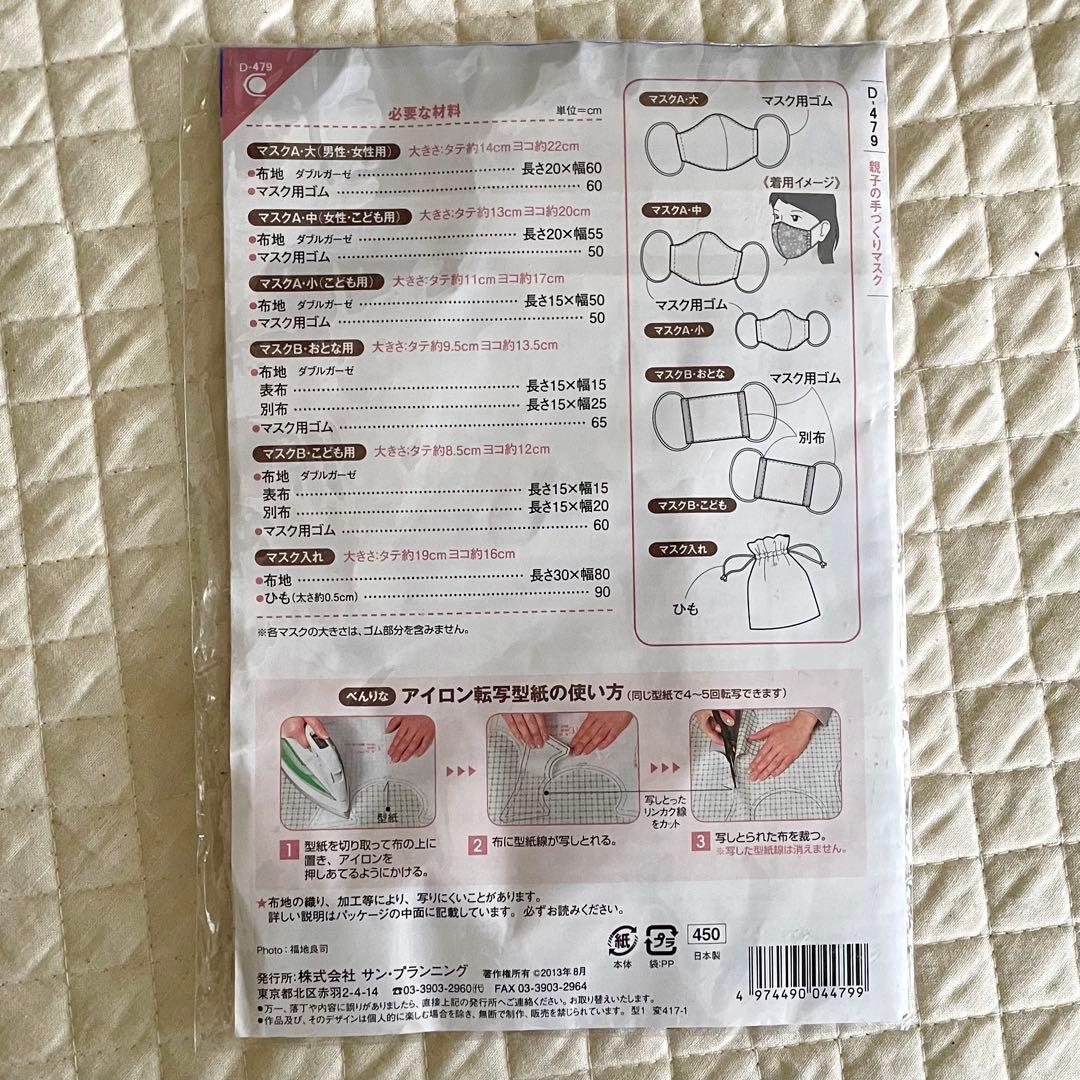 D-479
必要な材料
単位=cm
マスクA・大(男性・女性用) 大きさ:タテ約14cm ヨコ約22cm
●布地 ダブルガーゼ 長さ20×幅60
●マスク用ゴム 60
マスクA・中(女性・こども用) 大きさ:タテ約13cm ヨコ約20cm
●布地 ダブルガーゼ 長さ20×幅55
●マスク用ゴム 50
マスクA・小(こども用) 大きさ:タテ約11cm ヨコ約17cm
●布地 ダブルガーゼ 長さ15×幅50
●マスク用ゴム 50
マスクB・おとな用 大きさ:タテ約9.5cm ヨコ約13.5cm
●布地 ダブルガーゼ
表布 長さ15×幅15
別布 長さ15×幅25
●マスク用ゴム 65
マスクB・こども用 大きさ:タテ約8.5cm ヨコ約12cm
●布地 ダブルガーゼ
表布 長さ15×幅15
別布 長さ15×幅20
●マスク用ゴム 60
マスク入れ 大きさ:タテ約19cm ヨコ約16cm
●布地 長さ30×幅80
●ひも(太さ約0.5cm) 90
※各マスクの大きさは、ゴム部分を含みません。
マスクA・大
マスク用ゴム
《着用イメージ》
マスクA・中
マスク用ゴム
マスクA・小
マスクB・おとな
マスク用ゴム
別布
マスクB・こども
マスク入れ
ひも
D-479 親子の手づくりマスク
べんりな アイロン転写型紙の使い方(同じ型紙で4〜5回転写できます)
型紙
写しとった
リンカク線
をカット
1 型紙を切り取って布の上に
置き、アイロンを
押しあてるようにかける。
2 布に型紙線が写しとれる。
3 写しとられた布を裁つ。
※写した型紙線は消えません。
★布地の織り、加工等により、写りにくいことがあります。
詳しい説明はパッケージの中面に記載しています。必ずお読みください。
Photo:福地良司
紙
本体
プラ
袋:PP
450
日本製
発行所:株式会社 サン・プランニング 著作権所有 ©2013年8月
東京都北区赤羽2-4-14 ☎03-3903-2960(代) FAX 03-3903-2964
●万一、落丁や内容に誤りがありましたら、直接上記の発行所へご連絡ください。お取り替えいたします。
●作品及び、そのデザインは個人的に楽しむ場合を除き、無断で制作、販売を禁じられています。 型1 変417-1
4 974490 044799